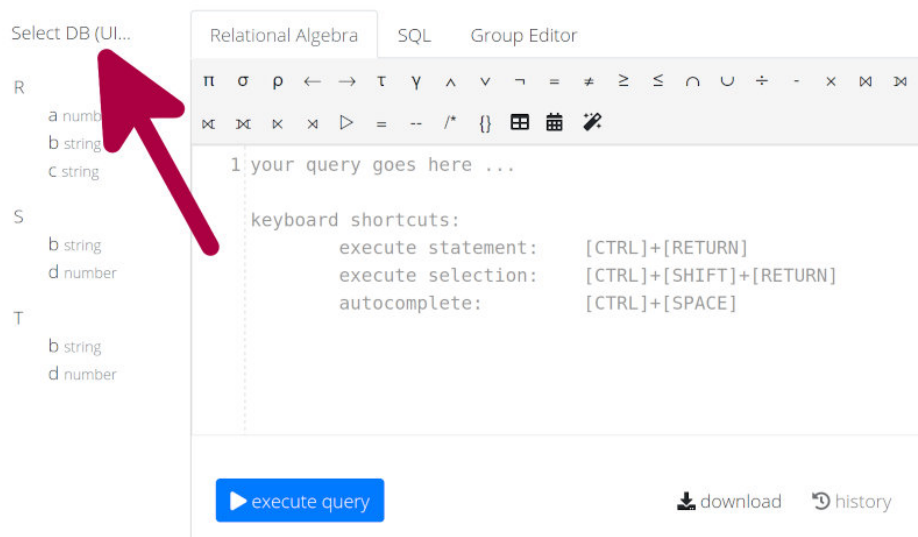 Select DB (UI...
R
a
b string
c string
S
b string
d number
T
b string
d number
Relational Algebra SQL Group Editor
π σ ρ ← → τ γ ∧ ∨ ¬ = ≠ ≥ ≤ ∩ ∪ ÷ - × ⋈ ⟕
⟖ ⟗ ⋉ ⋊ ▷ = -- /* {}
1 your query goes here ...
keyboard shortcuts:
execute statement: [CTRL]+[RETURN]
execute selection: [CTRL]+[SHIFT]+[RETURN]
autocomplete: [CTRL]+[SPACE]
execute query
download
history